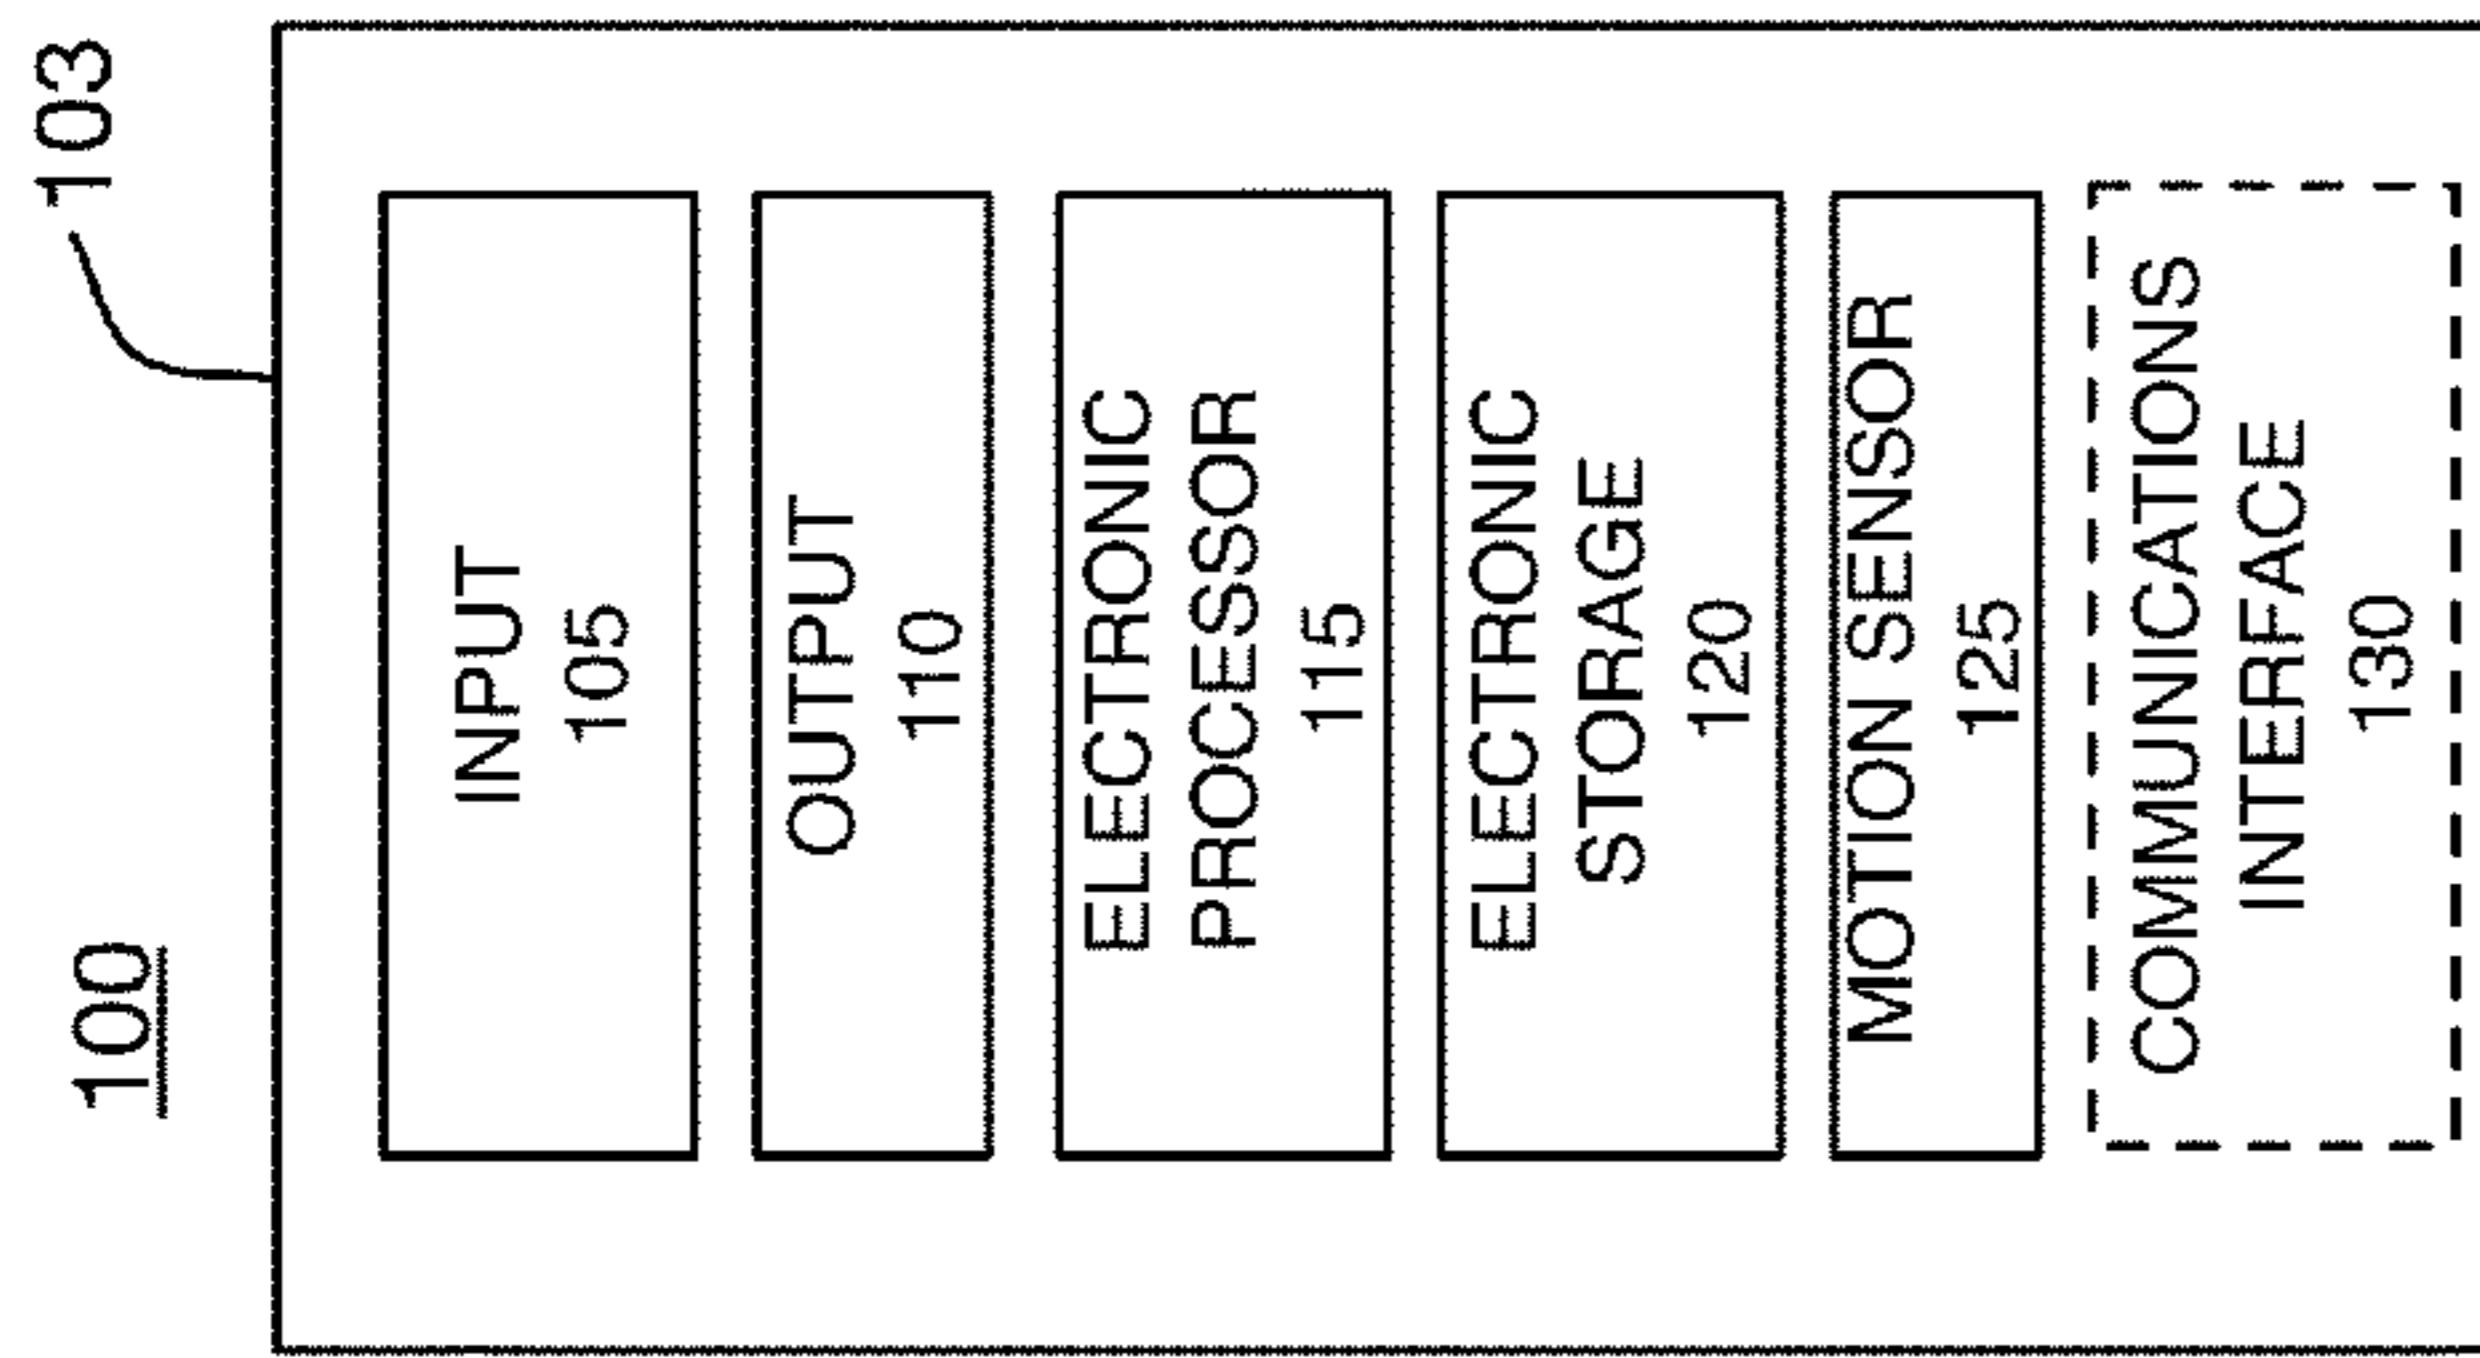 100
103
INPUT
105
OUTPUT
110
ELECTRONIC
PROCESSOR
115
ELECTRONIC
STORAGE
120
MOTION SENSOR
125
COMMUNICATIONS
INTERFACE
130